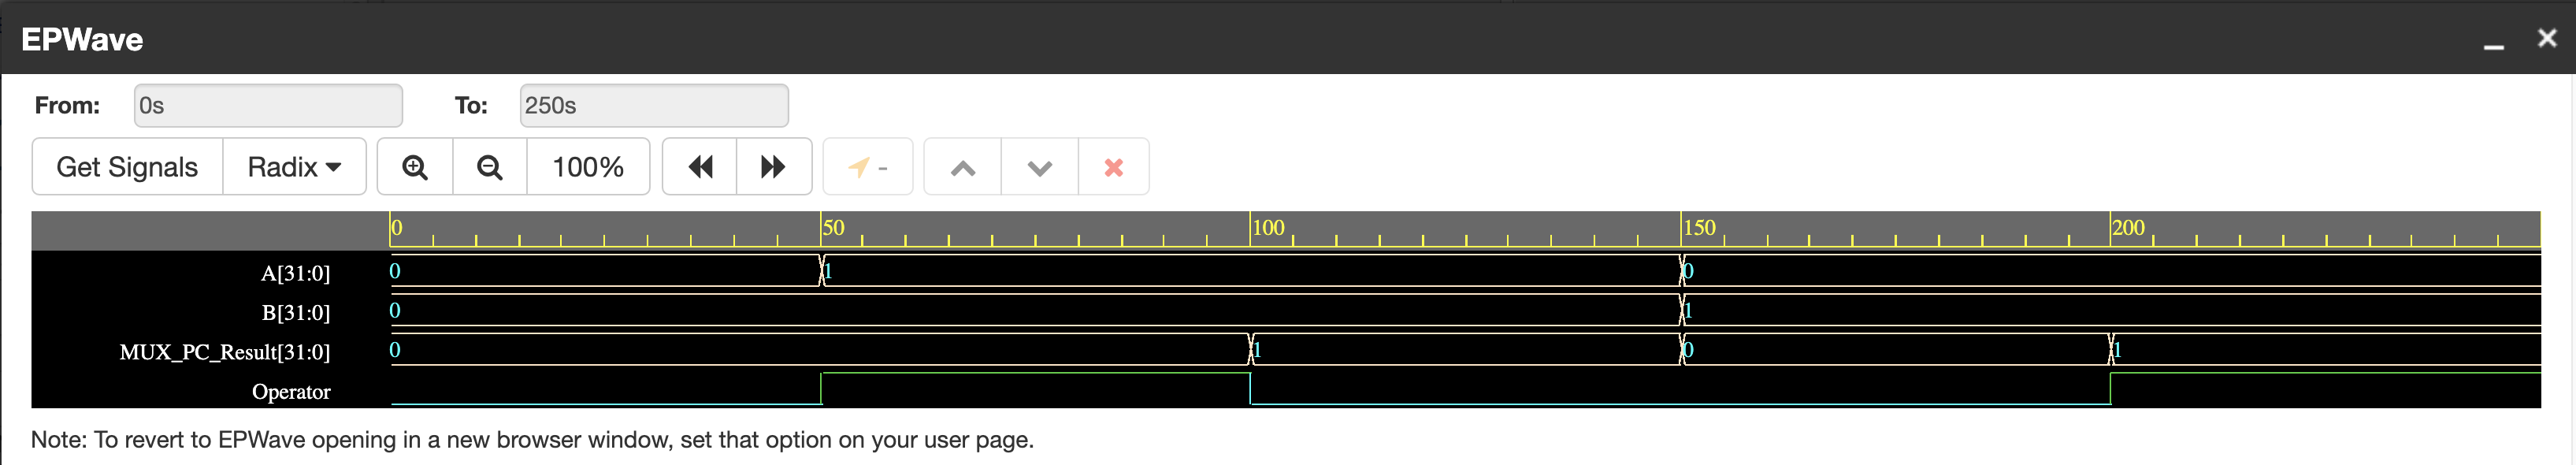 EPWave
From: 0s To: 250s
Get Signals Radix 100% -
0 50 100 150 200
A[31:0] 0 1 0
B[31:0] 0 1
MUX_PC_Result[31:0] 0 1 0 1
Operator
Note: To revert to EPWave opening in a new browser window, set that option on your user page.